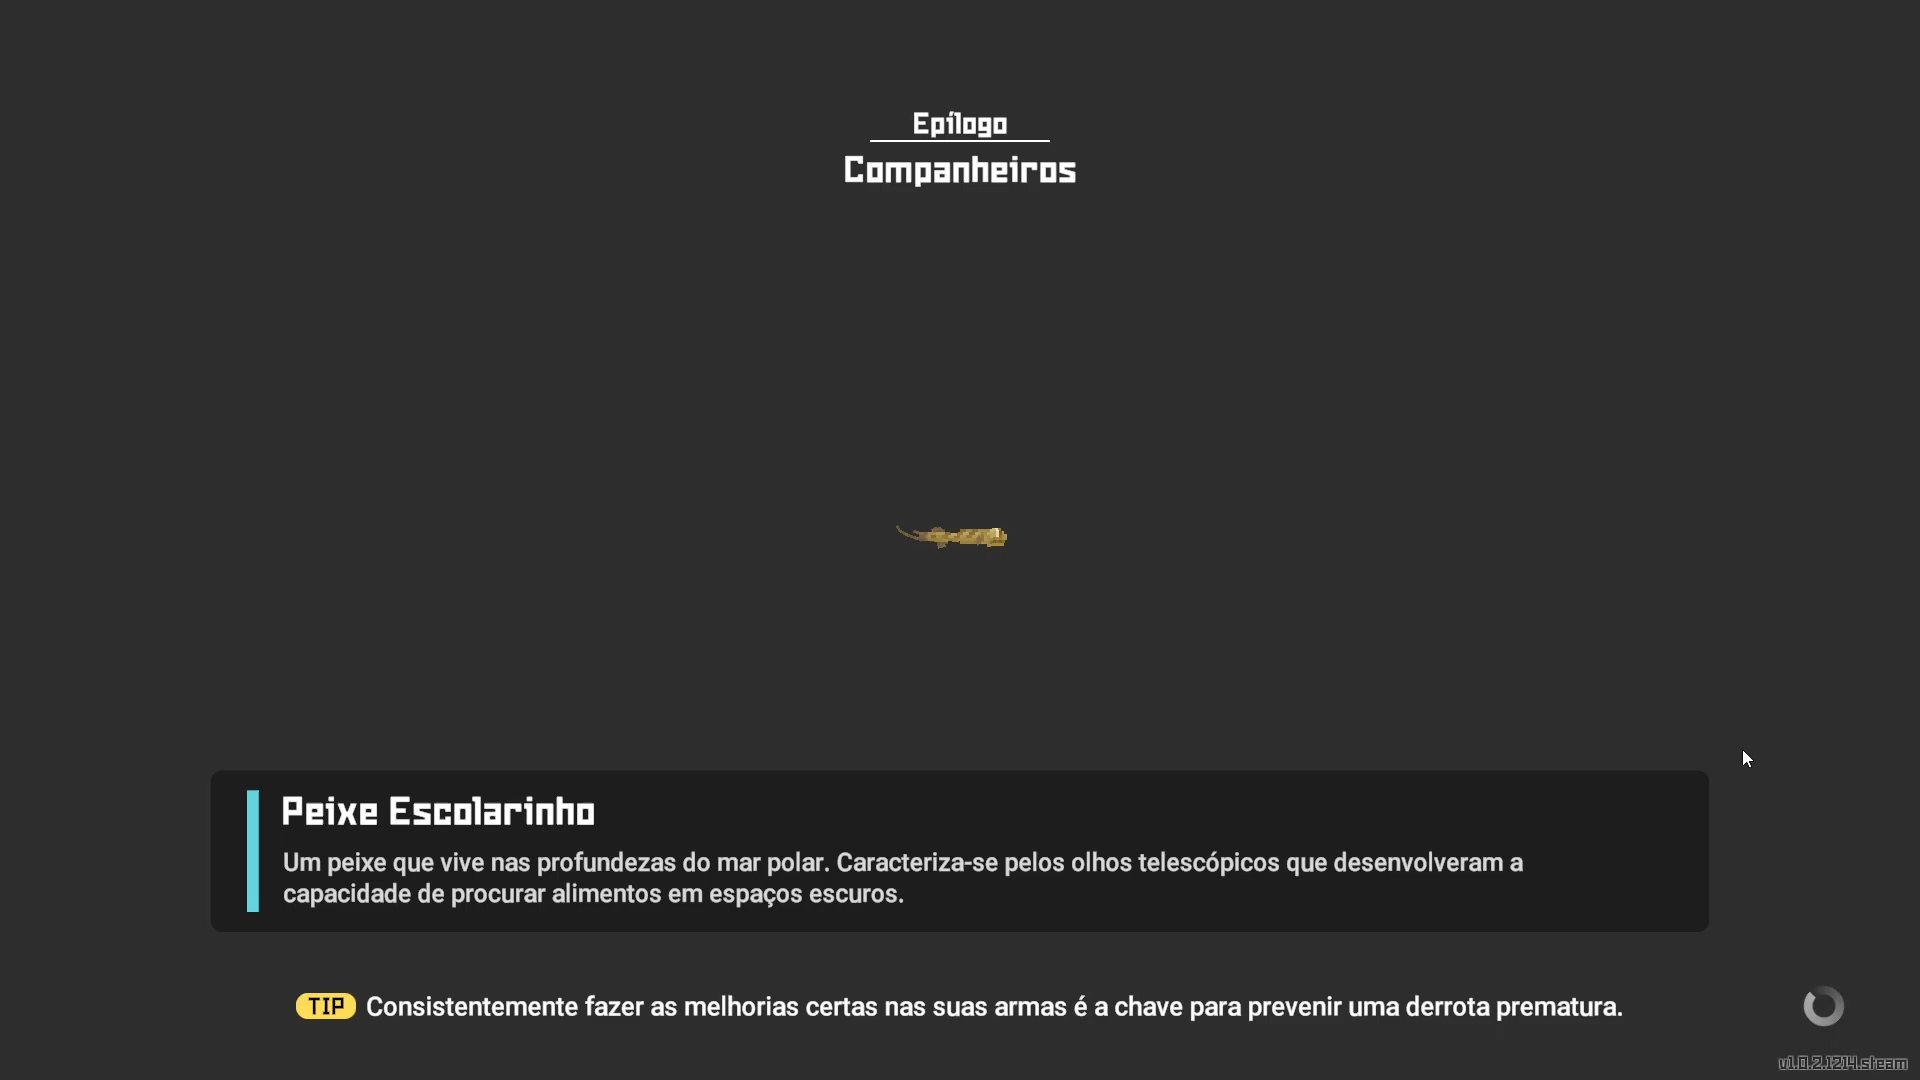 Epílogo
Companheiros
Peixe Escolarinho
Um peixe que vive nas profundezas do mar polar. Caracteriza-se pelos olhos telescópicos que desenvolveram a
capacidade de procurar alimentos em espaços escuros.
TIP Consistentemente fazer as melhorias certas nas suas armas é a chave para prevenir uma derrota prematura.
v1.0.2.1214.steam